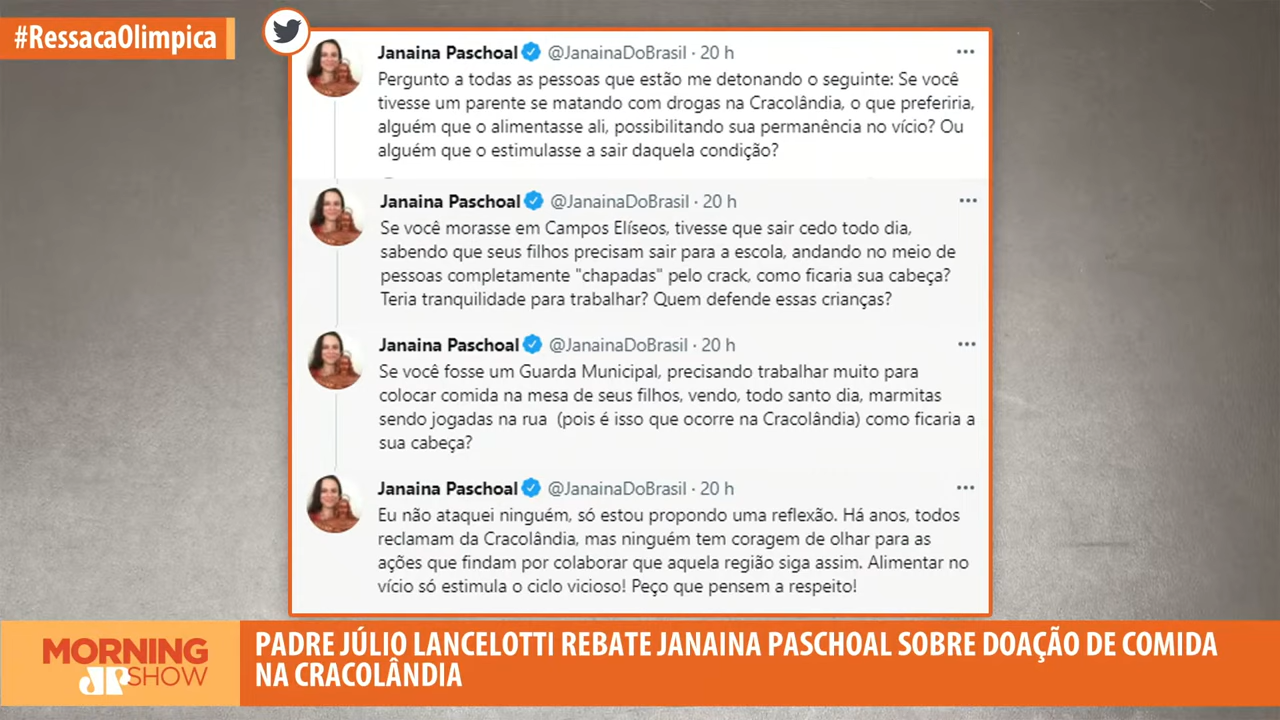 #RessacaOlimpica
Janaina Paschoal @JanainaDoBrasil · 20 h
Pergunto a todas as pessoas que estão me detonando o seguinte: Se você
tivesse um parente se matando com drogas na Cracolândia, o que preferiria,
alguém que o alimentasse ali, possibilitando sua permanência no vício? Ou
alguém que o estimulasse a sair daquela condição?
Janaina Paschoal @JanainaDoBrasil · 20 h
Se você morasse em Campos Elíseos, tivesse que sair cedo todo dia,
sabendo que seus filhos precisam sair para a escola, andando no meio de
pessoas completamente "chapadas" pelo crack, como ficaria sua cabeça?
Teria tranquilidade para trabalhar? Quem defende essas crianças?
Janaina Paschoal @JanainaDoBrasil · 20 h
Se você fosse um Guarda Municipal, precisando trabalhar muito para
colocar comida na mesa de seus filhos, vendo, todo santo dia, marmitas
sendo jogadas na rua (pois é isso que ocorre na Cracolândia) como ficaria a
sua cabeça?
Janaina Paschoal @JanainaDoBrasil · 20 h
Eu não ataquei ninguém, só estou propondo uma reflexão. Há anos, todos
reclamam da Cracolândia, mas ninguém tem coragem de olhar para as
ações que findam por colaborar que aquela região siga assim. Alimentar no
vício só estimula o ciclo vicioso! Peço que pensem a respeito!
MORNING
JP SHOW
PADRE JÚLIO LANCELOTTI REBATE JANAINA PASCHOAL SOBRE DOAÇÃO DE COMIDA
NA CRACOLÂNDIA